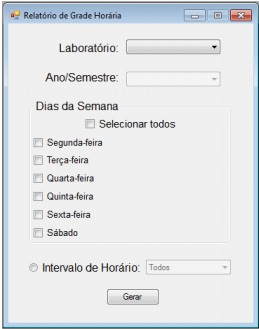 Relatório de Grade Horária
Laboratório:
Ano/Semestre:
Dias da Semana
Selecionar todos
Segunda-feira
Terça-feira
Quarta-feira
Quinta-feira
Sexta-feira
Sábado
Intervalo de Horário: Todos
Gerar